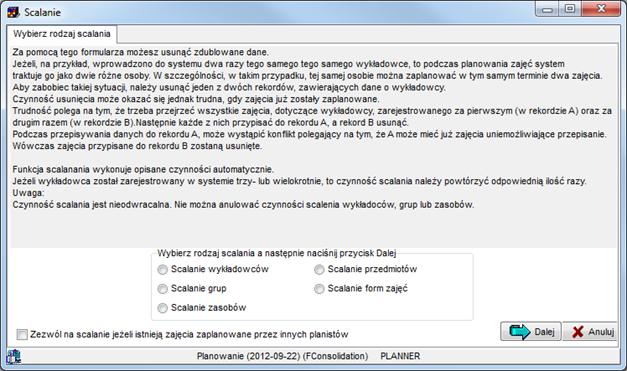 Scalanie
Wybierz rodzaj scalania
Za pomocą tego formularza możesz usunąć zdublowane dane.
Jeżeli, na przykład, wprowadzono do systemu dwa razy tego samego tego samego wykładowce, to podczas planowania zajęć system
traktuje go jako dwie różne osoby. W szczególności, w takim przypadku, tej samej osobie można zaplanować w tym samym terminie dwa zajęcia.
Aby zabobiec takiej sytuacji, należy usunąć jeden z dwóch rekordów, zawierających dane o wykładowcy.
Czynność usunięcia może okazać się jednak trudna, gdy zajęcia już zostały zaplanowane.
Trudność polega na tym, że trzeba przejrzeć wszystkie zajęcia, dotyczące wykładowcy, zarejestrowanego za pierwszym (w rekordzie A) oraz za
drugim razem (w rekordzie B).Następnie każde z nich przypisać do rekordu A, a rekord B usunąć.
Podczas przepisywania danych do rekordu A, może wystąpić konflikt polegający na tym, że A może mieć już zajęcia uniemożliwiające przepisanie.
Wówczas zajęcia przypisane do rekordu B zostaną usunięte.
Funkcja scalanania wykonuje opisane czynności automatycznie.
Jeżeli wykładowca został zarejestrowany w systemie trzy- lub wielokrotnie, to czynność scalania należy powtórzyć odpowiednią ilość razy.
Uwaga:
Czynność scalania jest nieodwracalna. Nie można anulować czynności scalenia wykładoców, grup lub zasobów.
Wybierz rodzaj scalania a następnie naciśnij przycisk Dalej
Scalanie wykładowców Scalanie przedmiotów
Scalanie grup Scalanie form zajęć
Scalanie zasobów
Zezwól na scalanie jeżeli istnieją zajęcia zaplanowane przez innych planistów
Dalej Anuluj
Planowanie (2012-09-22) (FConsolidation) PLANNER